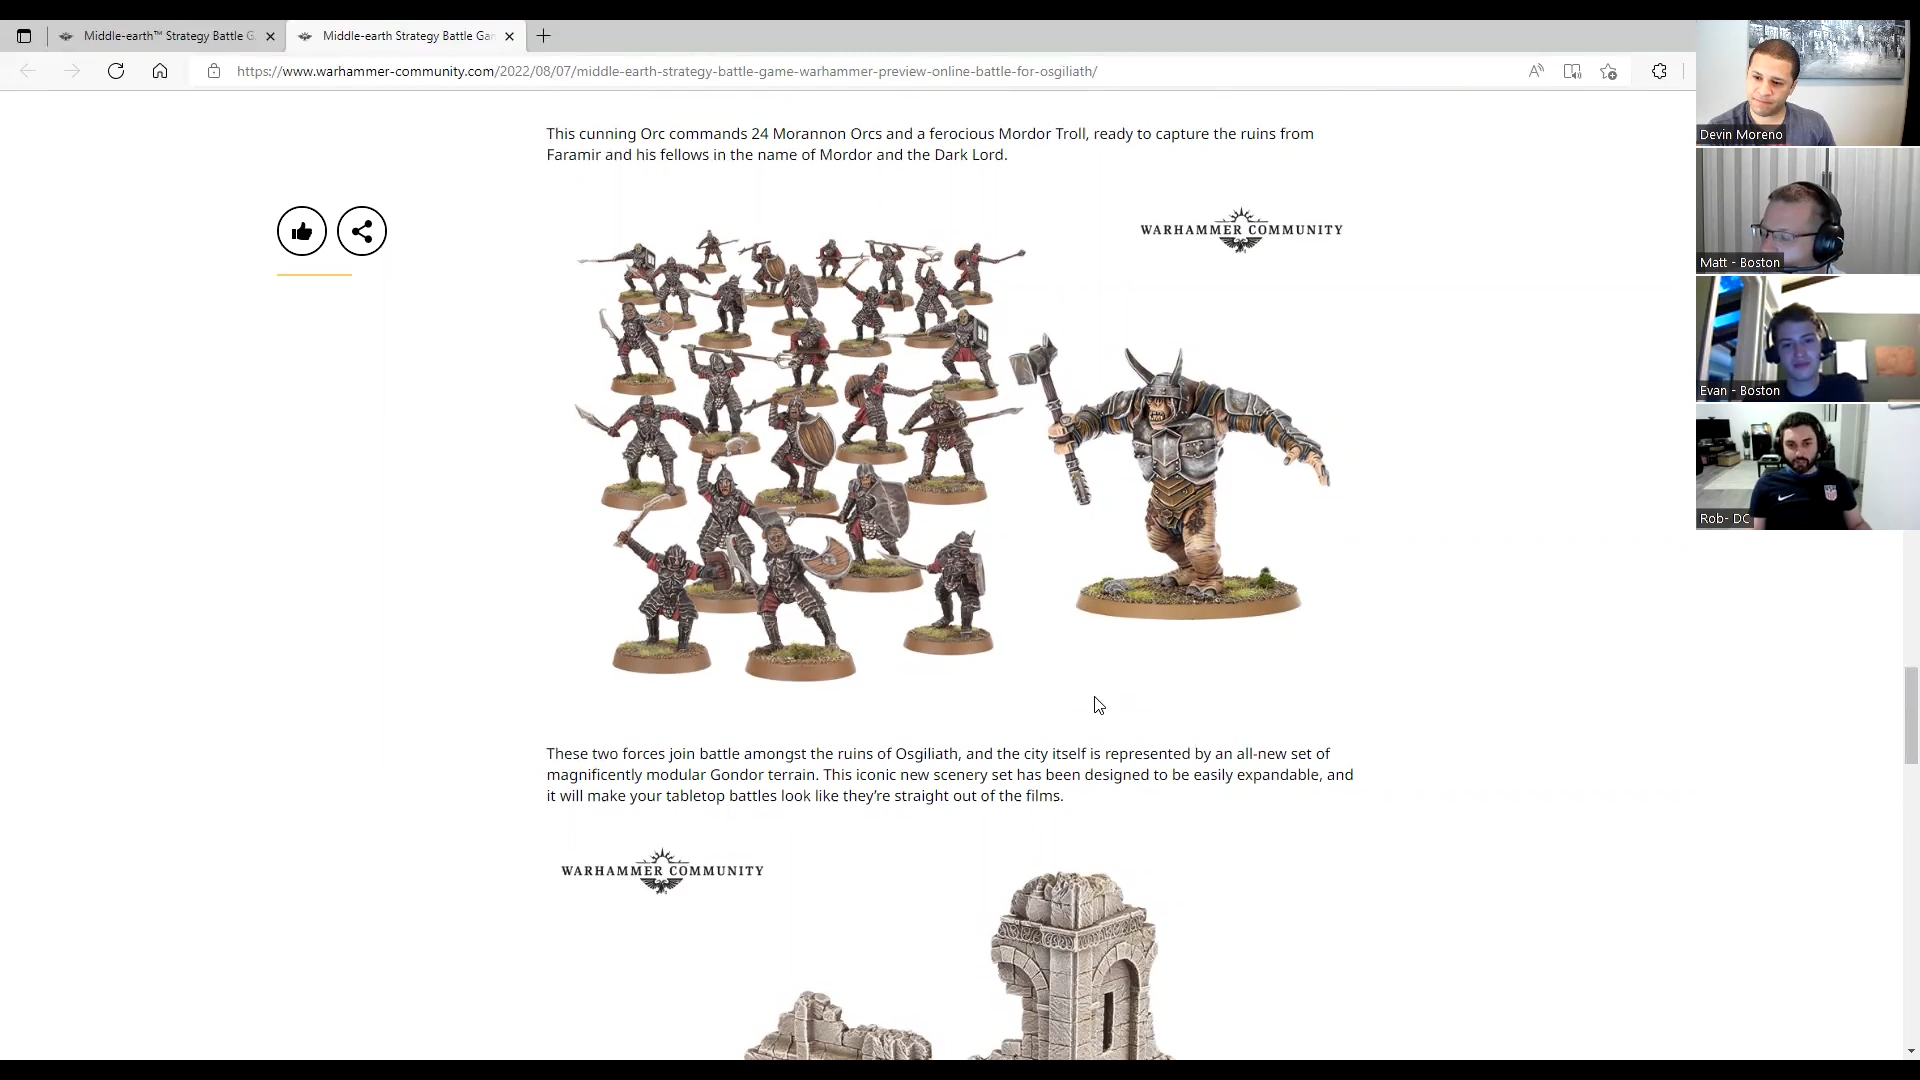 Middle-earth™ Strategy Battle G
Middle-earth Strategy Battle Gar
https://www.warhammer-community.com/2022/08/07/middle-earth-strategy-battle-game-warhammer-preview-online-battle-for-osgiliath/
This cunning Orc commands 24 Morannon Orcs and a ferocious Mordor Troll, ready to capture the ruins from
Faramir and his fellows in the name of Mordor and the Dark Lord.
WARHAMMER COMMUNITY
These two forces join battle amongst the ruins of Osgiliath, and the city itself is represented by an all-new set of
magnificently modular Gondor terrain. This iconic new scenery set has been designed to be easily expandable, and
it will make your tabletop battles look like they’re straight out of the films.
WARHAMMER COMMUNITY
Devin Moreno
Matt - Boston
Evan - Boston
Rob- DC